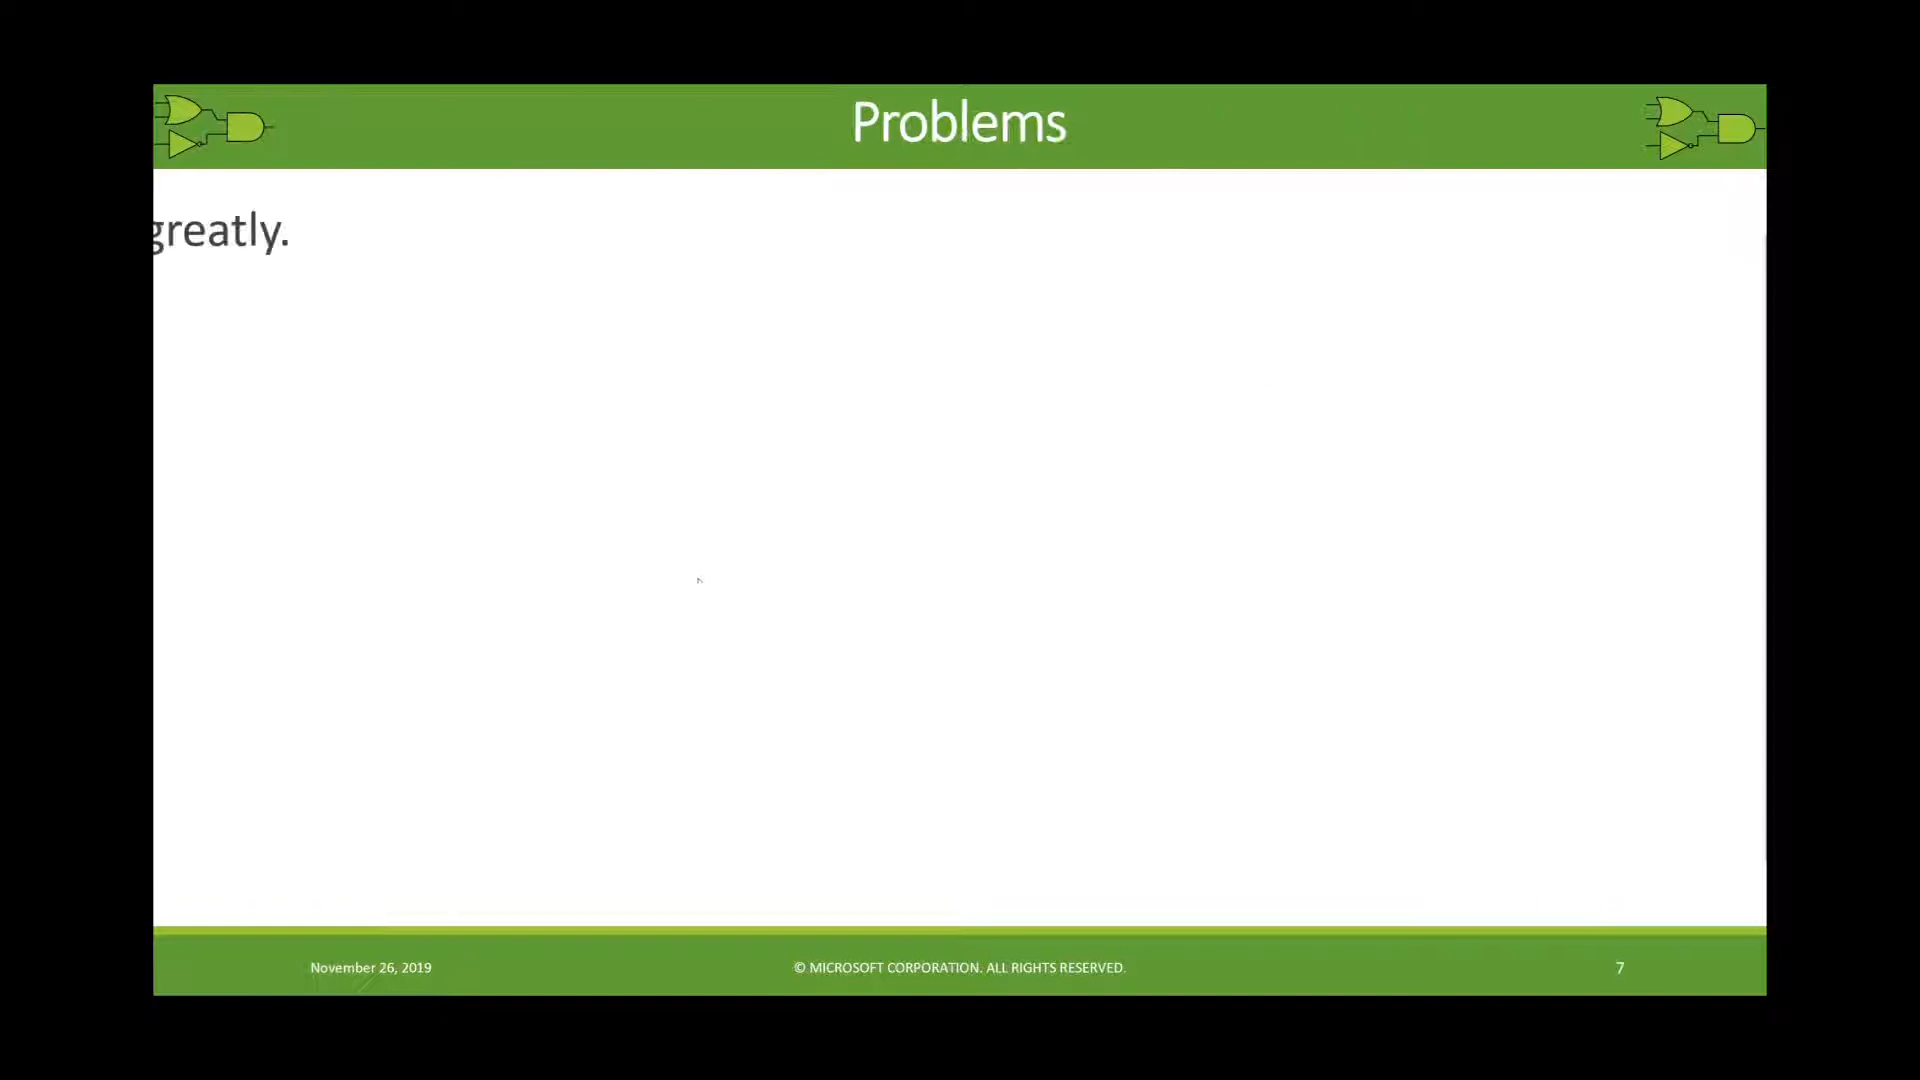 Problems
greatly.
November 26, 2019
© MICROSOFT CORPORATION. ALL RIGHTS RESERVED.
7